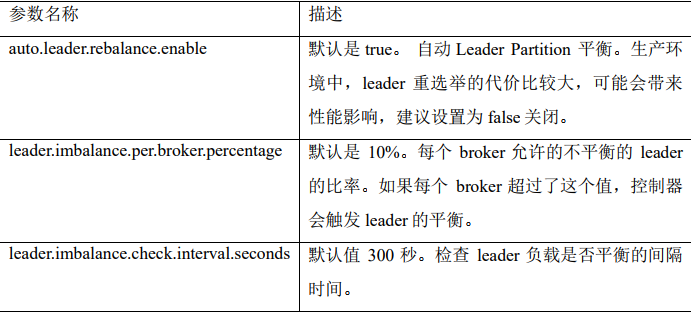 参数名称 描述
auto.leader.rebalance.enable 默认是 true。 自动 Leader Partition 平衡。生产环
境中，leader 重选举的代价比较大，可能会带来
性能影响，建议设置为 false 关闭。
leader.imbalance.per.broker.percentage 默认是 10%。每个 broker 允许的不平衡的 leader
的比率。如果每个 broker 超过了这个值，控制器
会触发 leader 的平衡。
leader.imbalance.check.interval.seconds 默认值 300 秒。检查 leader 负载是否平衡的间隔
时间。